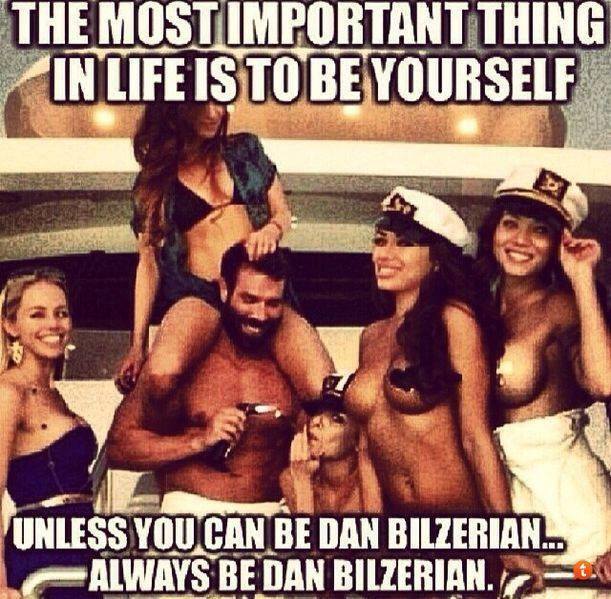 THE MOST IMPORTANT THING
IN LIFE IS TO BE YOURSELF
UNLESS YOU CAN BE DAN BILZERIAN...
ALWAYS BE DAN BILZERIAN.
t